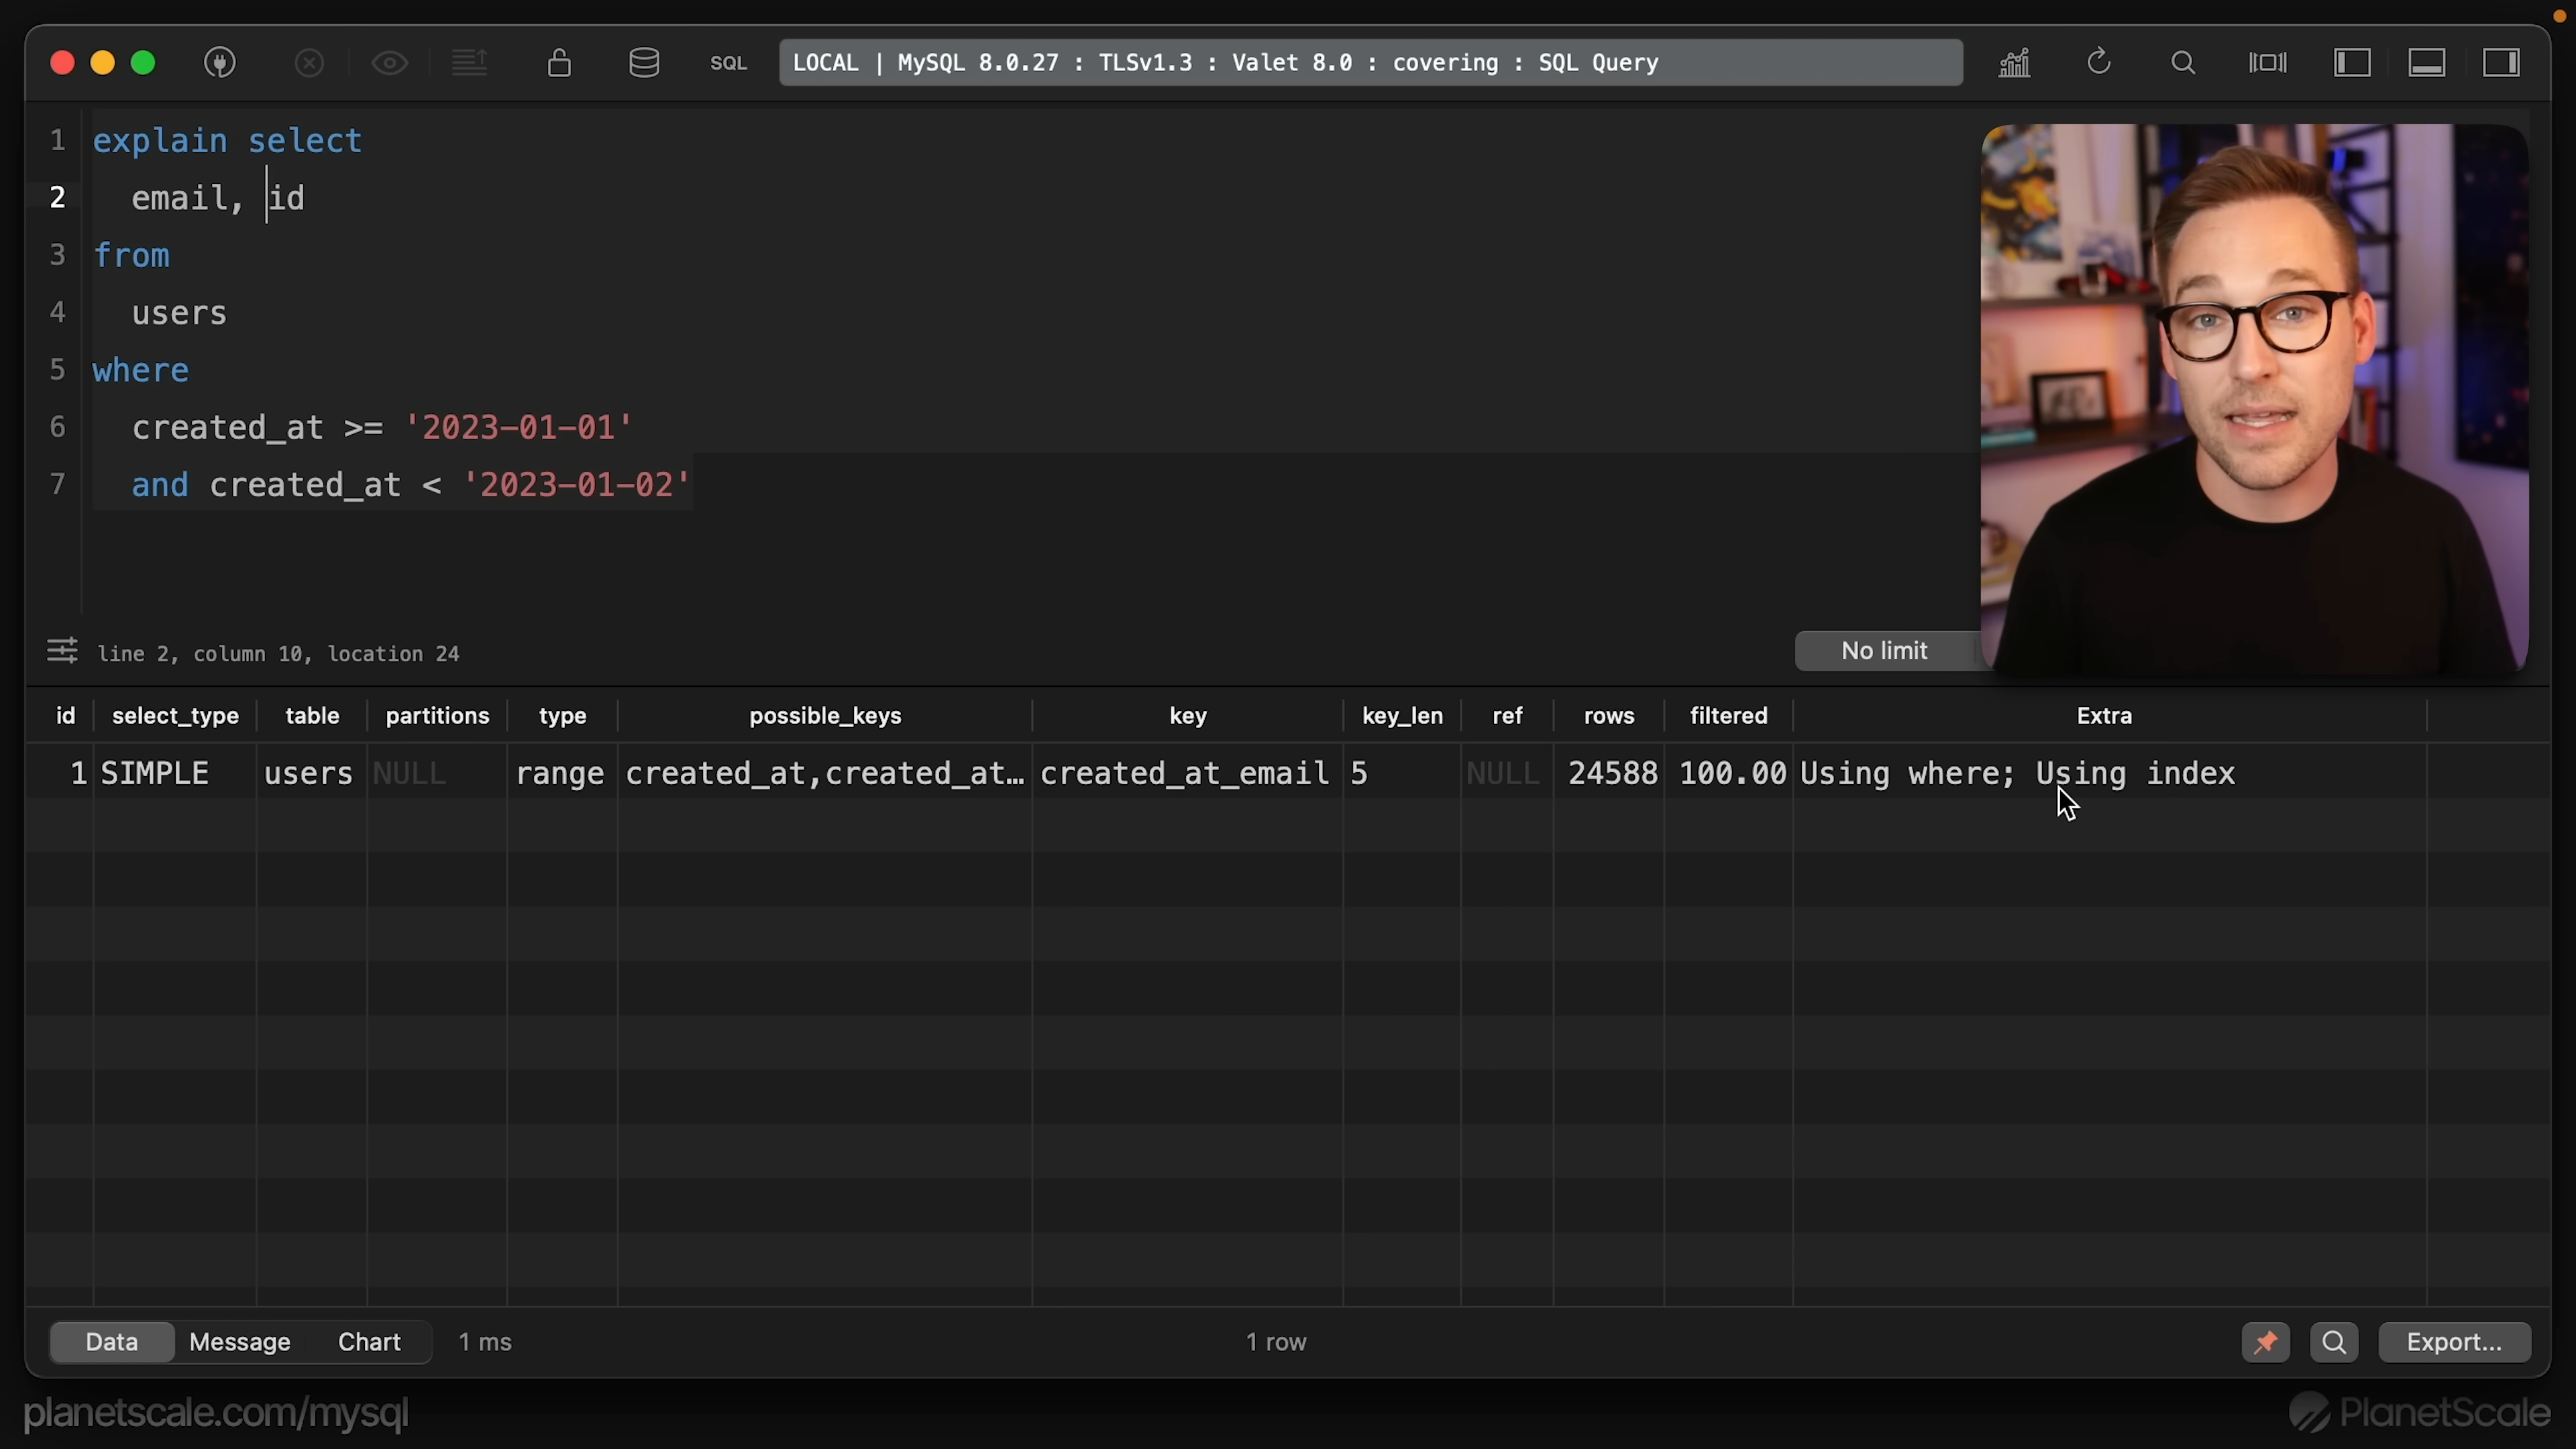 SQL
LOCAL | MySQL 8.0.27 : TLSv1.3 : Valet 8.0 : covering : SQL Query
1 explain select
2 email, id
3 from
4 users
5 where
6 created_at >= '2023-01-01'
7 and created_at < '2023-01-02'
line 2, column 10, location 24
No limit
id select_type table partitions type possible_keys key key_len ref rows filtered Extra
1 SIMPLE users NULL range created_at,created_at… created_at_email 5 NULL 24588 100.00 Using where; Using index
Data Message Chart 1 ms 1 row Export...
planetscale.com/mysql PlanetScale